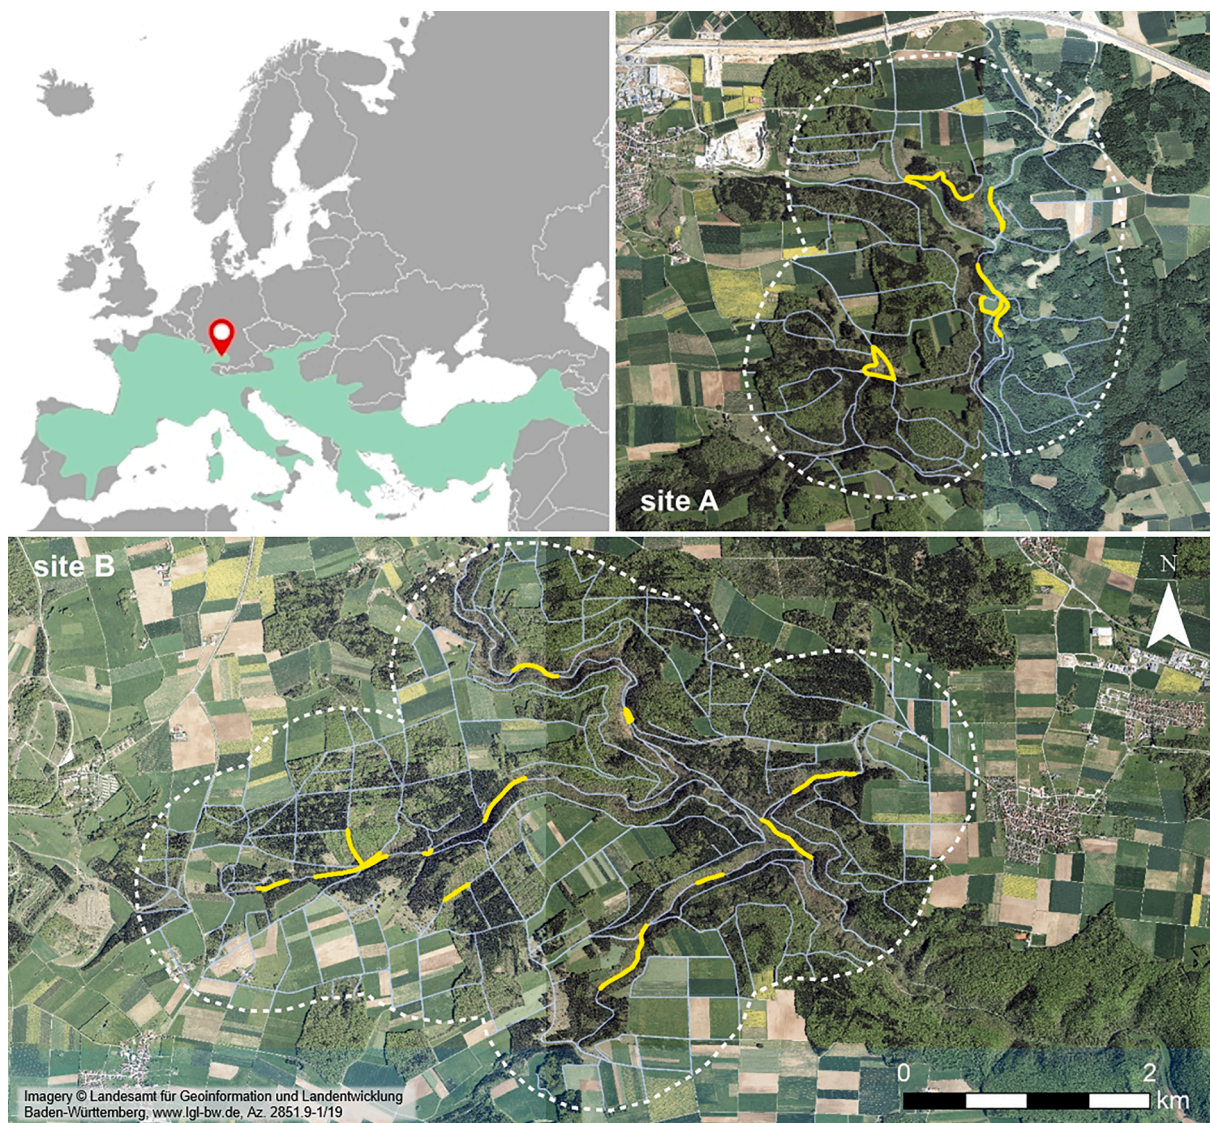 site A
site B
N
0 2
km
Imagery © Landesamt für Geoinformation und Landentwicklung
Baden-Württemberg, www.lgl-bw.de, Az. 2851.9-1/19